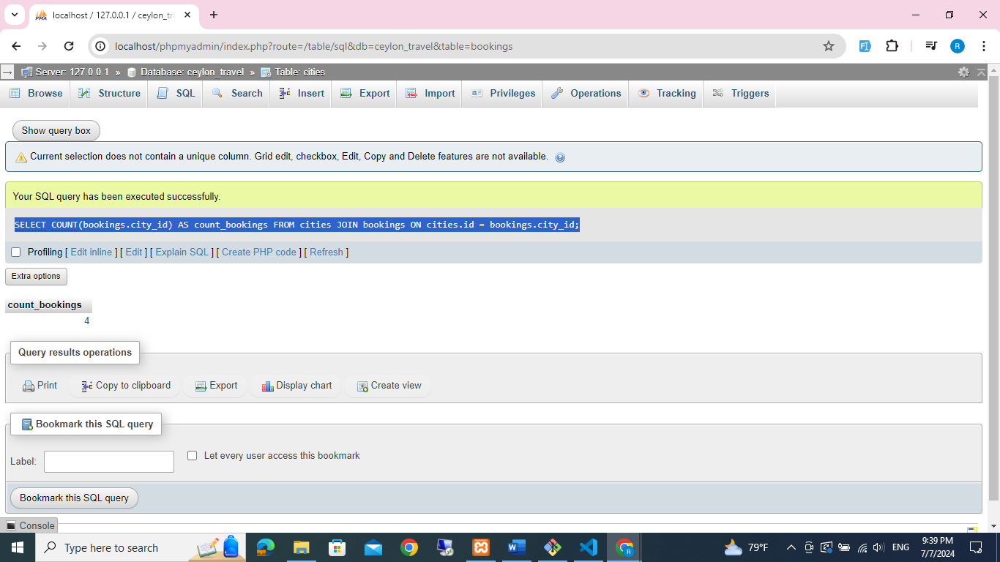 localhost / 127.0.0.1 / ceylon_tra
localhost/phpmyadmin/index.php?route=/table/sql&db=ceylon_travel&table=bookings
R
Server: 127.0.0.1 » Database: ceylon_travel » Table: cities
Browse Structure SQL Search Insert Export Import Privileges Operations Tracking Triggers
Show query box
Current selection does not contain a unique column. Grid edit, checkbox, Edit, Copy and Delete features are not available.
Your SQL query has been executed successfully.
SELECT COUNT(bookings.city_id) AS count_bookings FROM cities JOIN bookings ON cities.id = bookings.city_id;
Profiling [ Edit inline ] [ Edit ] [ Explain SQL ] [ Create PHP code ] [ Refresh ]
Extra options
count_bookings
4
Query results operations
Print Copy to clipboard Export Display chart Create view
Bookmark this SQL query
Label: Let every user access this bookmark
Bookmark this SQL query
Console
Type here to search
79°F
ENG
9:39 PM
7/7/2024